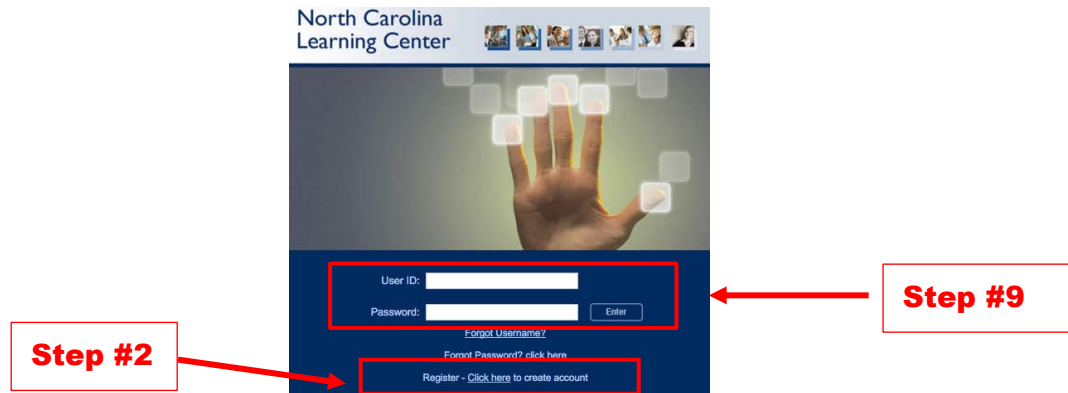 North Carolina
Learning Center
User ID:
Step #9
Password:
Enter
Forgot Username?
Step #2
Forgot Password? click here
Register - Click here to create account